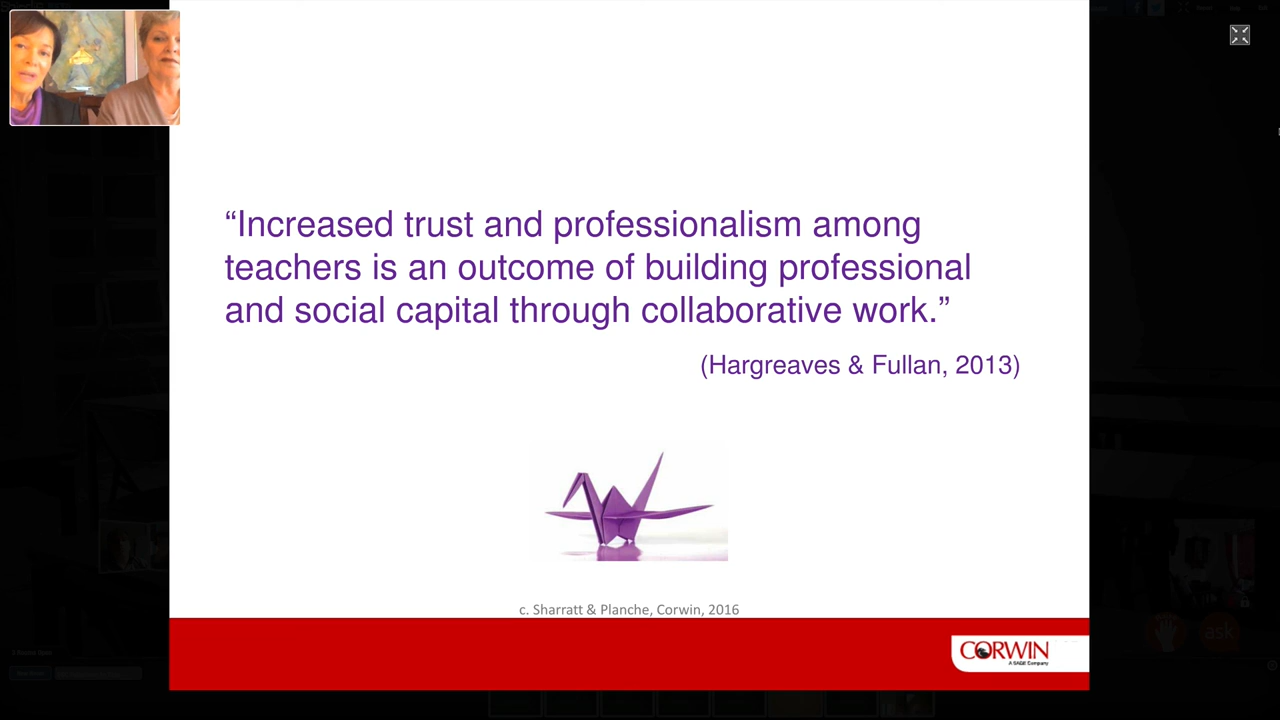 “Increased trust and professionalism among
teachers is an outcome of building professional
and social capital through collaborative work.”
(Hargreaves & Fullan, 2013)
c. Sharratt & Planche, Corwin, 2016
CORWIN
A SAGE Company
ask